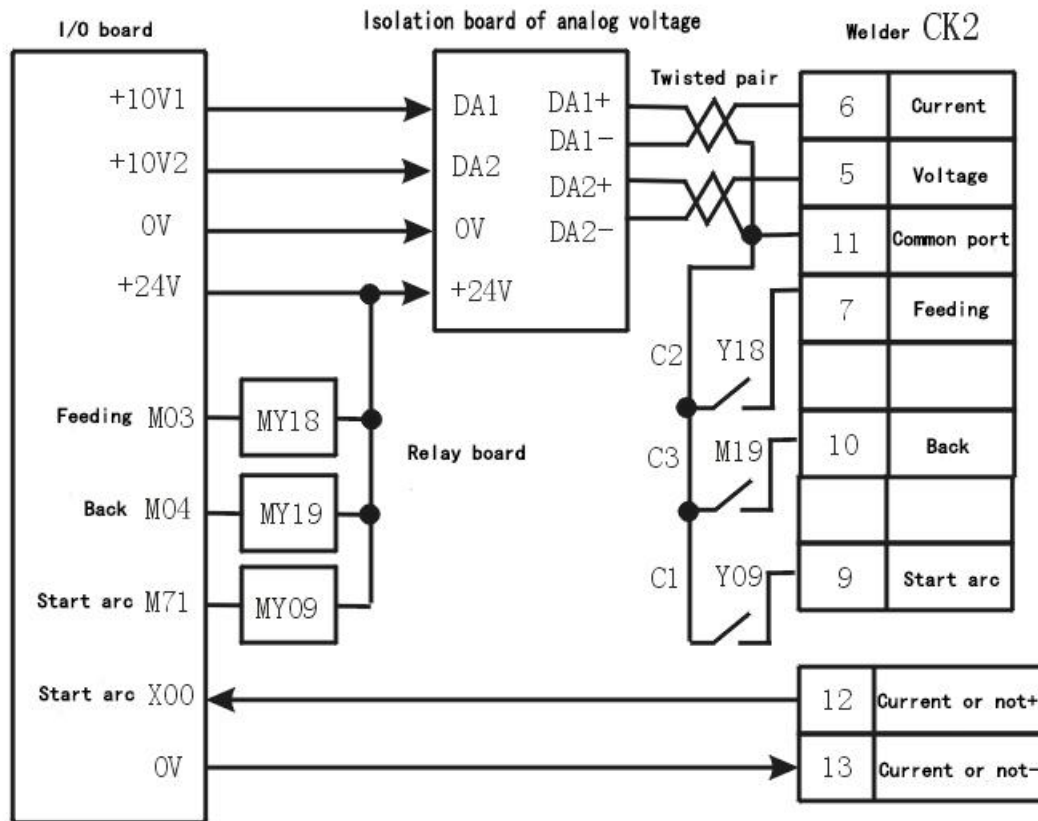 I/O board
Isolation board of analog voltage
Welder CK2
Twisted pair
+10V1
DA1
DA1+
6
Current
DA1-
+10V2
DA2
DA2+
5
Voltage
0V
0V
DA2-
11
Common port
+24V
+24V
7
Feeding
C2
Y18
Feeding
M03
MY18
Relay board
C3
M19
10
Back
Back
M04
MY19
C1
Y09
9
Start arc
Start arc
M71
MY09
Start arc
X00
12
Current or not+
0V
13
Current or not-